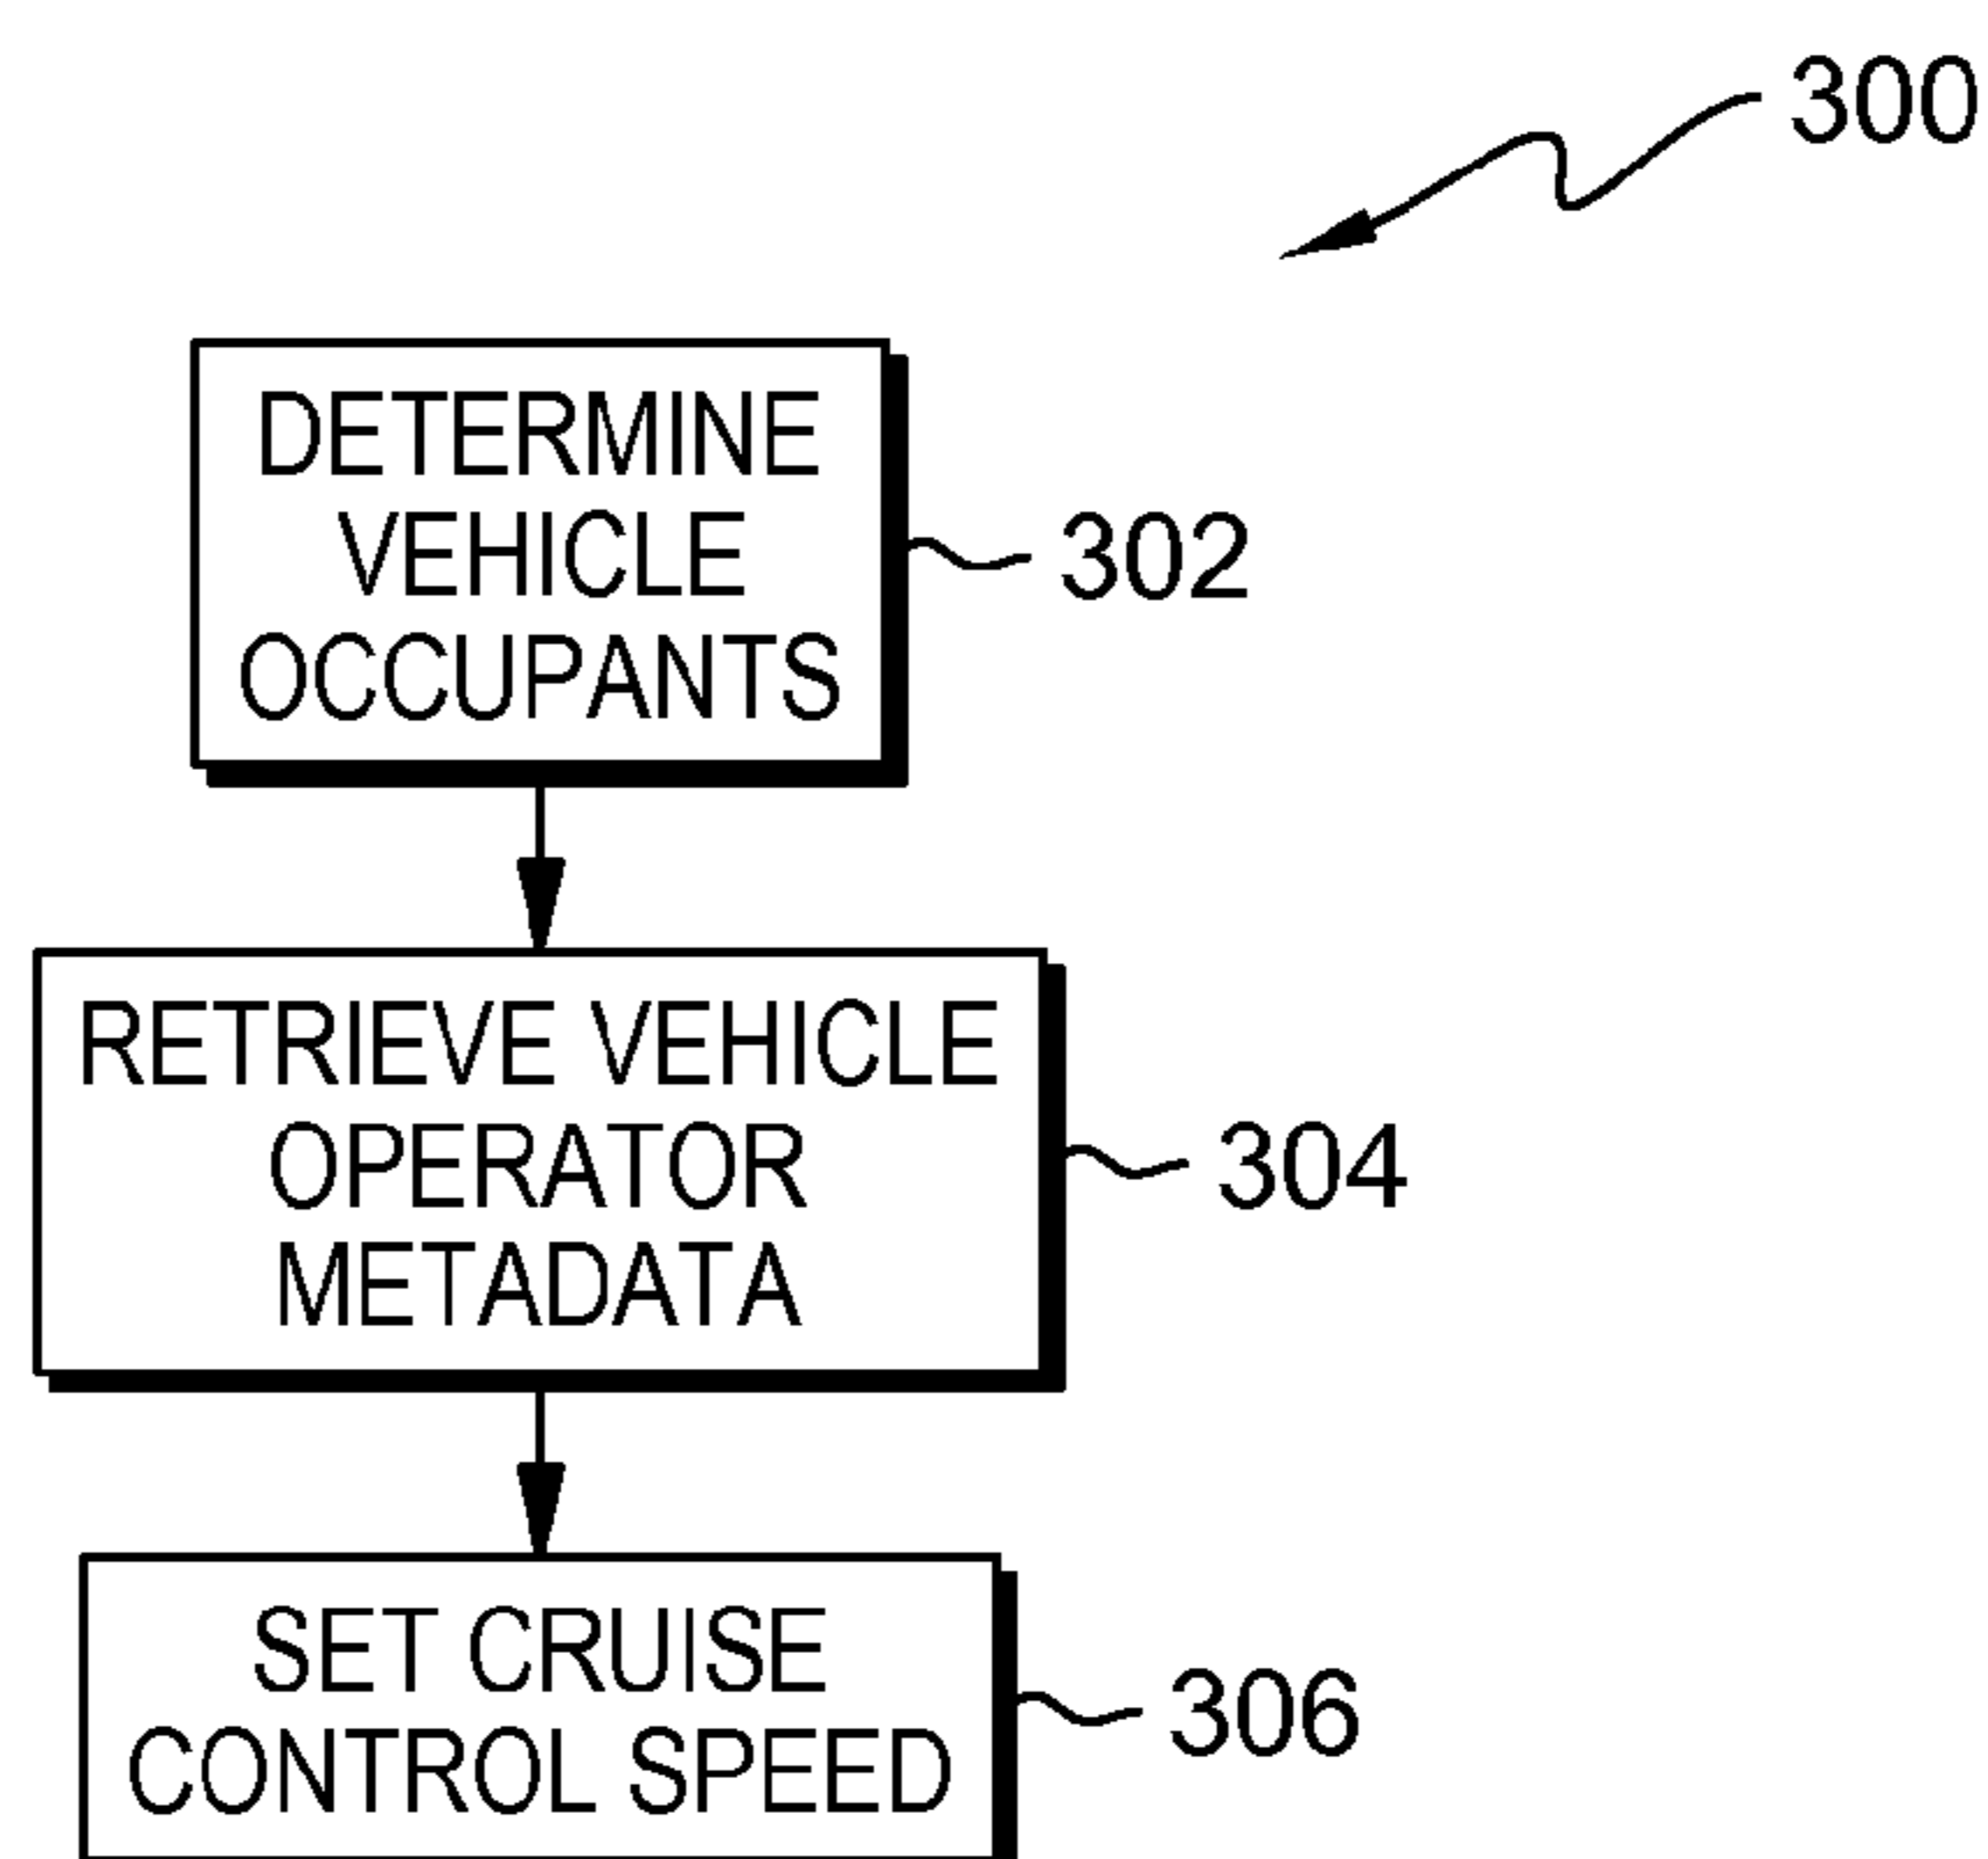 300
DETERMINE
VEHICLE
OCCUPANTS
302
RETRIEVE VEHICLE
OPERATOR
METADATA
304
SET CRUISE
CONTROL SPEED
306